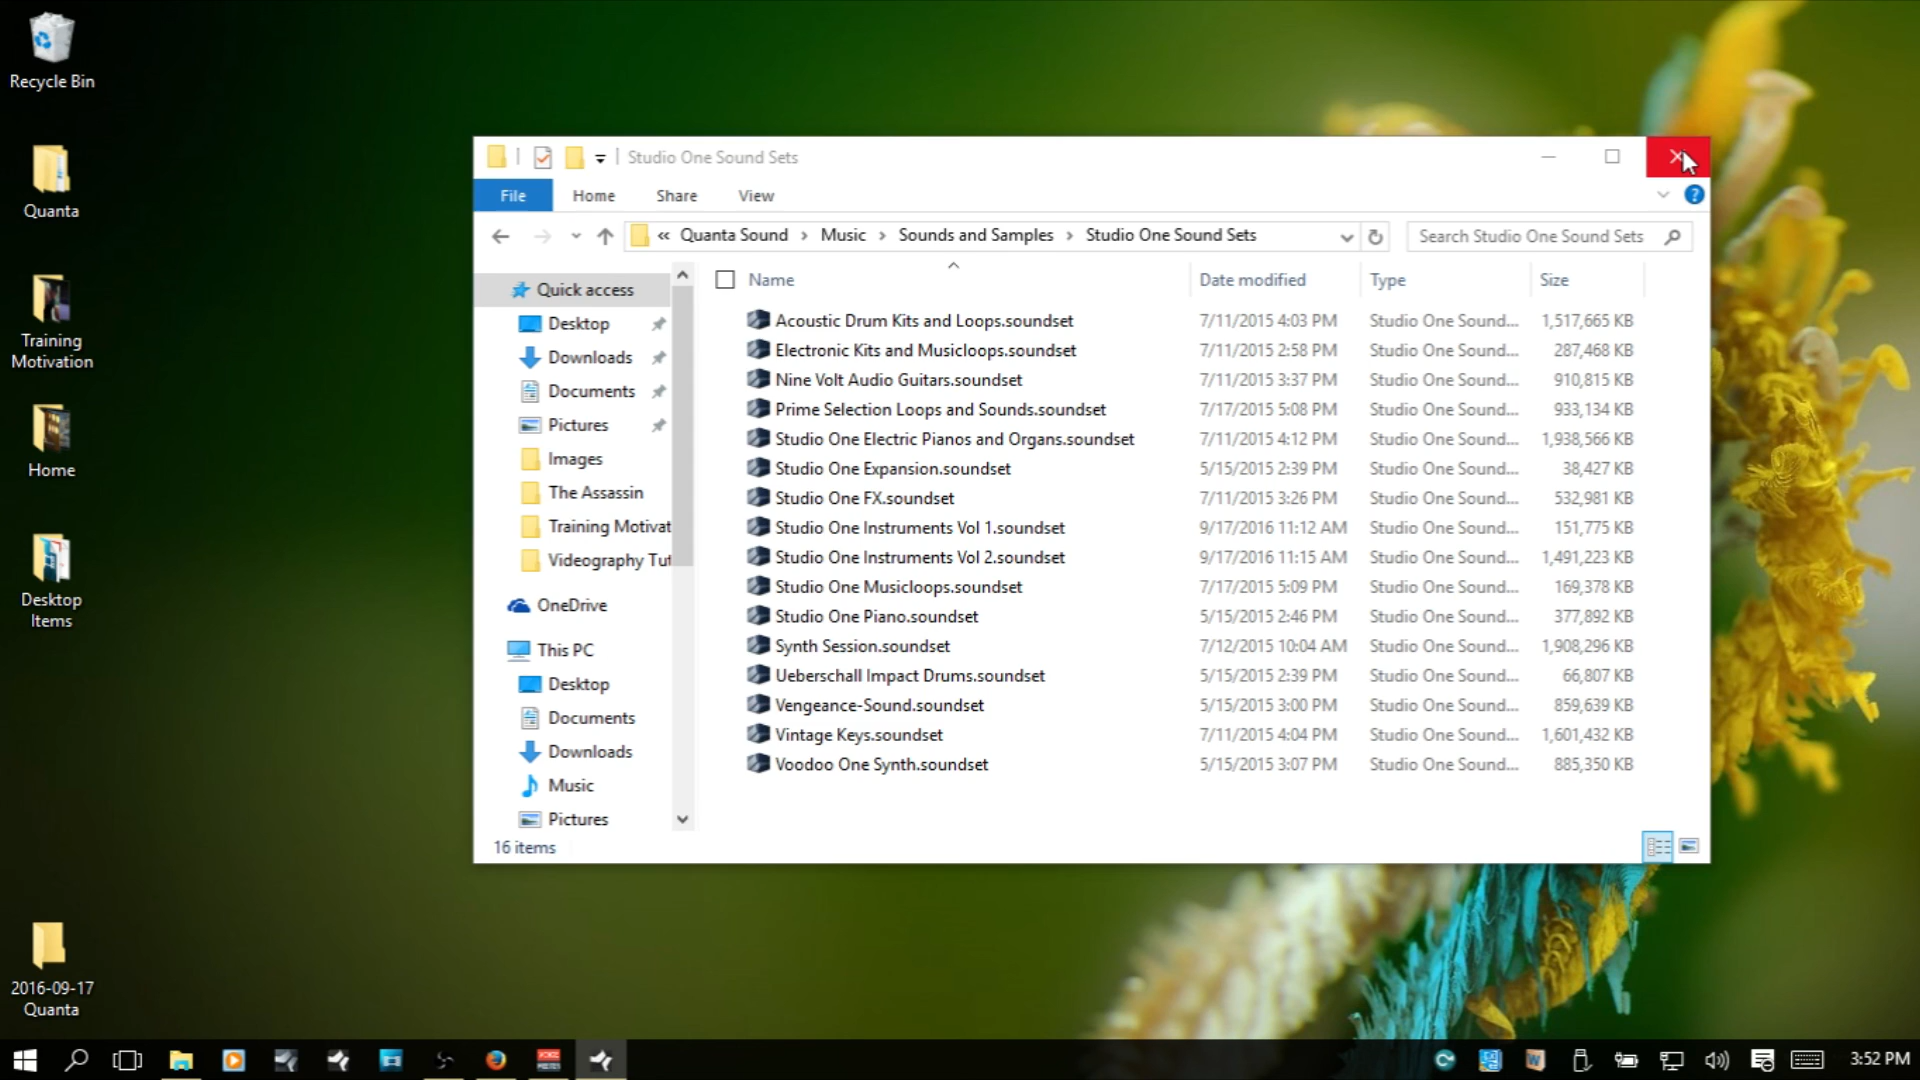 Recycle Bin
Quanta
Training
Motivation
Home
Desktop
Items
2016-09-17
Quanta
Studio One Sound Sets
File Home Share View
« Quanta Sound › Music › Sounds and Samples › Studio One Sound Sets
Search Studio One Sound Sets
Quick access
Desktop
Downloads
Documents
Pictures
Images
The Assassin
Training Motivat
Videography Tut
OneDrive
This PC
Desktop
Documents
Downloads
Music
Pictures
Name Date modified Type Size
Acoustic Drum Kits and Loops.soundset 7/11/2015 4:03 PM Studio One Sound... 1,517,665 KB
Electronic Kits and Musicloops.soundset 7/11/2015 2:58 PM Studio One Sound... 287,468 KB
Nine Volt Audio Guitars.soundset 7/11/2015 3:37 PM Studio One Sound... 910,815 KB
Prime Selection Loops and Sounds.soundset 7/17/2015 5:08 PM Studio One Sound... 933,134 KB
Studio One Electric Pianos and Organs.soundset 7/11/2015 4:12 PM Studio One Sound... 1,938,566 KB
Studio One Expansion.soundset 5/15/2015 2:39 PM Studio One Sound... 38,427 KB
Studio One FX.soundset 7/11/2015 3:26 PM Studio One Sound... 532,981 KB
Studio One Instruments Vol 1.soundset 9/17/2016 11:12 AM Studio One Sound... 151,775 KB
Studio One Instruments Vol 2.soundset 9/17/2016 11:15 AM Studio One Sound... 1,491,223 KB
Studio One Musicloops.soundset 7/17/2015 5:09 PM Studio One Sound... 169,378 KB
Studio One Piano.soundset 5/15/2015 2:46 PM Studio One Sound... 377,892 KB
Synth Session.soundset 7/12/2015 10:04 AM Studio One Sound... 1,908,296 KB
Ueberschall Impact Drums.soundset 5/15/2015 2:39 PM Studio One Sound... 66,807 KB
Vengeance-Sound.soundset 5/15/2015 3:00 PM Studio One Sound... 859,639 KB
Vintage Keys.soundset 7/11/2015 4:04 PM Studio One Sound... 1,601,432 KB
Voodoo One Synth.soundset 5/15/2015 3:07 PM Studio One Sound... 885,350 KB
16 items
3:52 PM